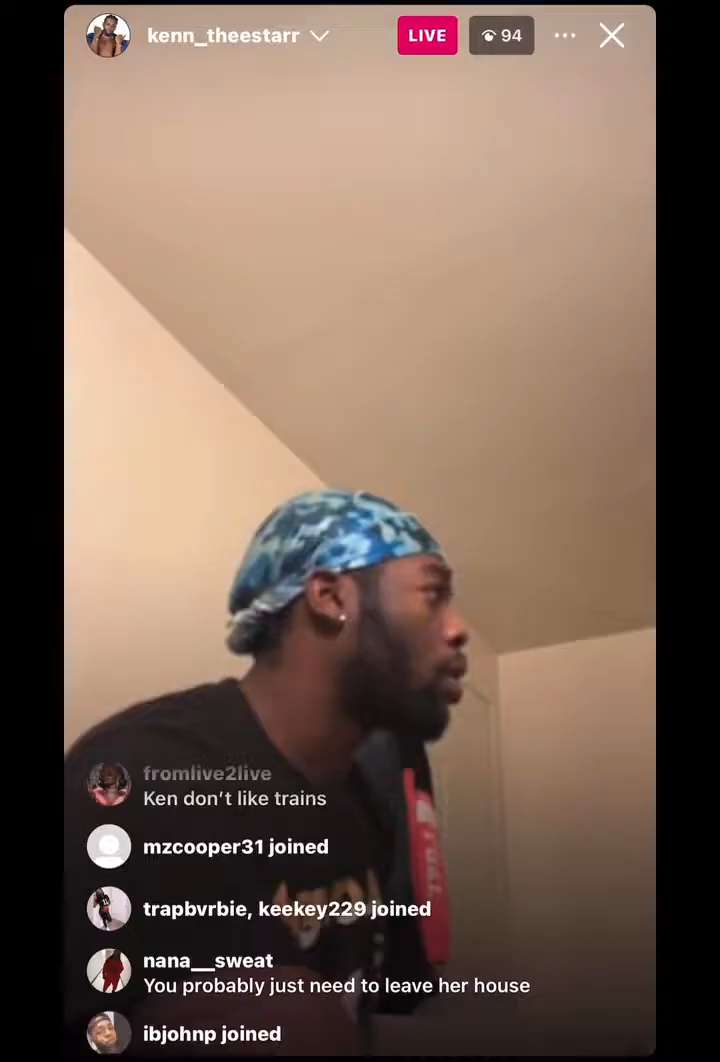 kenn_theestarr
LIVE
94
fromlive2live
Ken don't like trains
mzcooper31 joined
trapbvrbie, keekey229 joined
nana__sweat
You probably just need to leave her house
ibjohnp joined